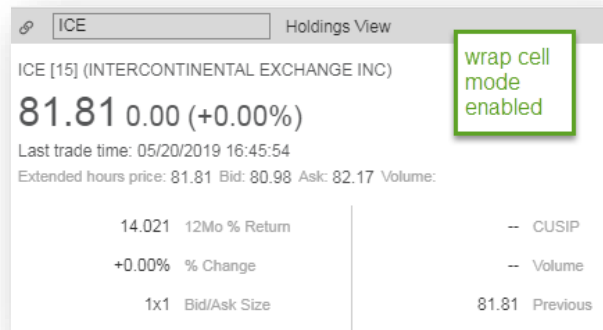 ICE Holdings View
wrap cell
mode
enabled
ICE [15] (INTERCONTINENTAL EXCHANGE INC)
81.81 0.00 (+0.00%)
Last trade time: 05/20/2019 16:45:54
Extended hours price: 81.81 Bid: 80.98 Ask: 82.17 Volume:
14.021 12Mo % Return -- CUSIP
+0.00% % Change -- Volume
1x1 Bid/Ask Size 81.81 Previous